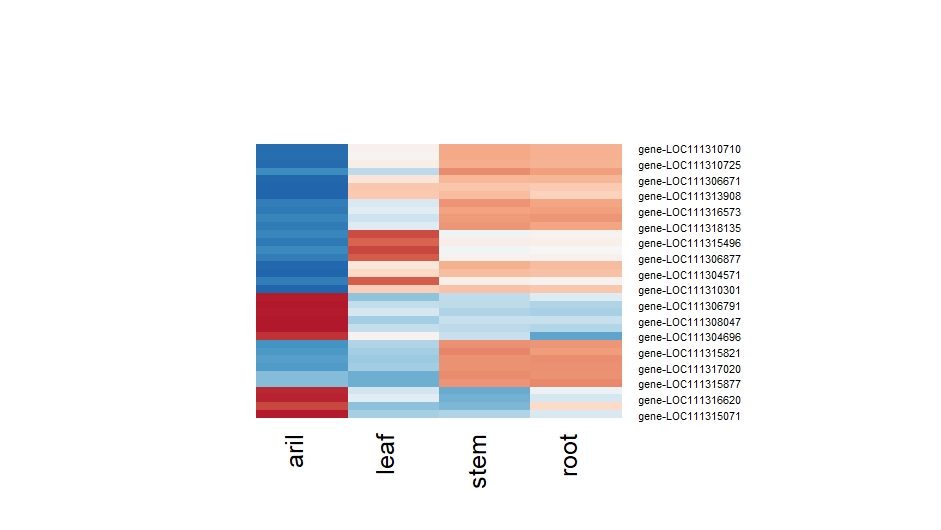 gene-LOC111310710
gene-LOC111310725
gene-LOC111306671
gene-LOC111313908
gene-LOC111316573
gene-LOC111318135
gene-LOC111315496
gene-LOC111306877
gene-LOC111304571
gene-LOC111310301
gene-LOC111306791
gene-LOC111308047
gene-LOC111304696
gene-LOC111315821
gene-LOC111317020
gene-LOC111315877
gene-LOC111316620
gene-LOC111315071
aril
leaf
stem
root